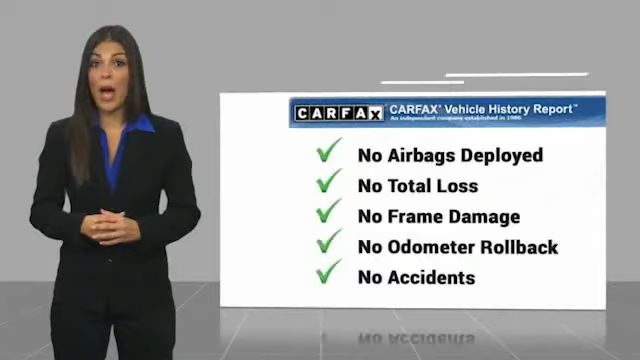 CARFAX CARFAX® Vehicle History Report™
An independent company established in 1986.
No Airbags Deployed
No Total Loss
No Frame Damage
No Odometer Rollback
No Accidents